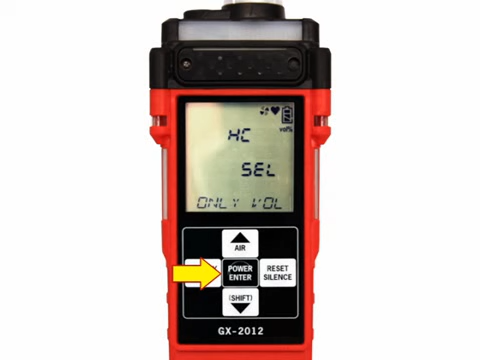 vol%
HC
SEL
ONLY VOL
AIR
POWER
ENTER
RESET
SILENCE
(SHIFT)
GX-2012